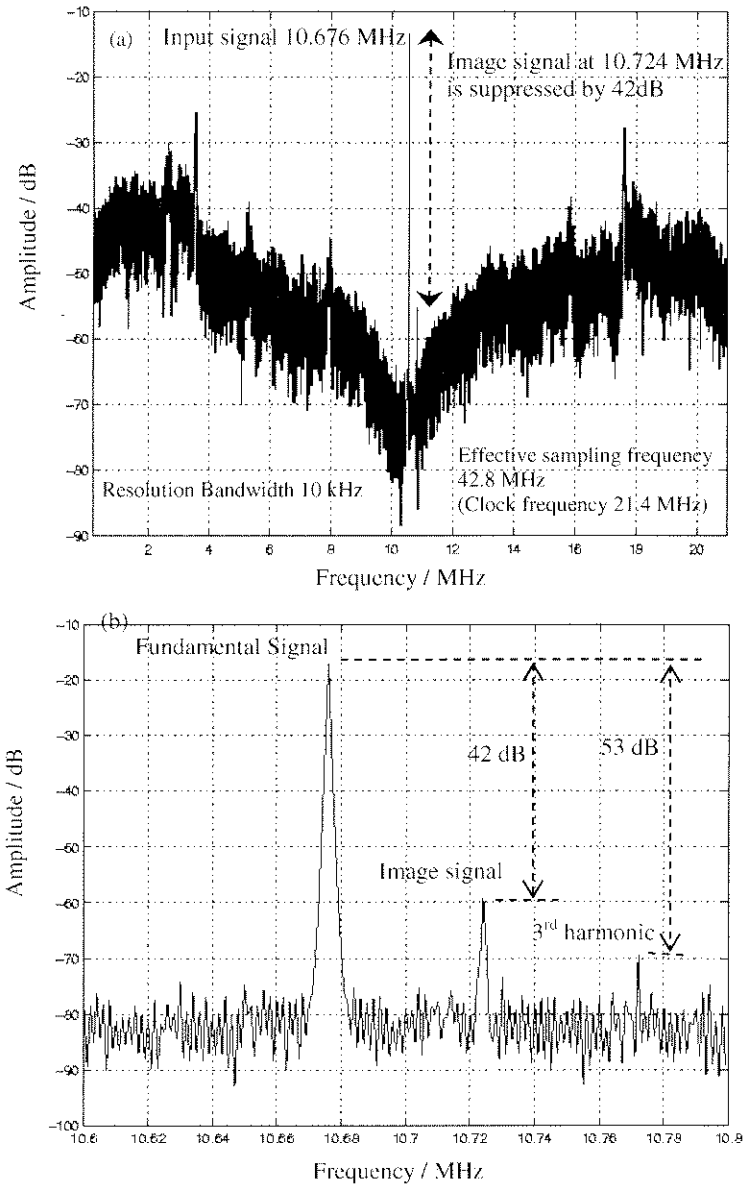 (a)
Input signal 10.676 MHz
Image signal at 10.724 MHz
is suppressed by 42dB
Amplitude / dB
−10
−20
−30
−40
−50
−60
−70
−80
−90
Resolution Bandwidth 10 kHz
Effective sampling frequency
42.8 MHz
(Clock frequency 21.4 MHz)
2 4 6 8 10 12 14 16 18 20
Frequency / MHz
(b)
Fundamental Signal
42 dB
53 dB
Image signal
3rd harmonic
Amplitude / dB
−10
−20
−30
−40
−50
−60
−70
−80
−90
−100
10.6 10.62 10.64 10.66 10.68 10.7 10.72 10.74 10.76 10.78 10.8
Frequency / MHz